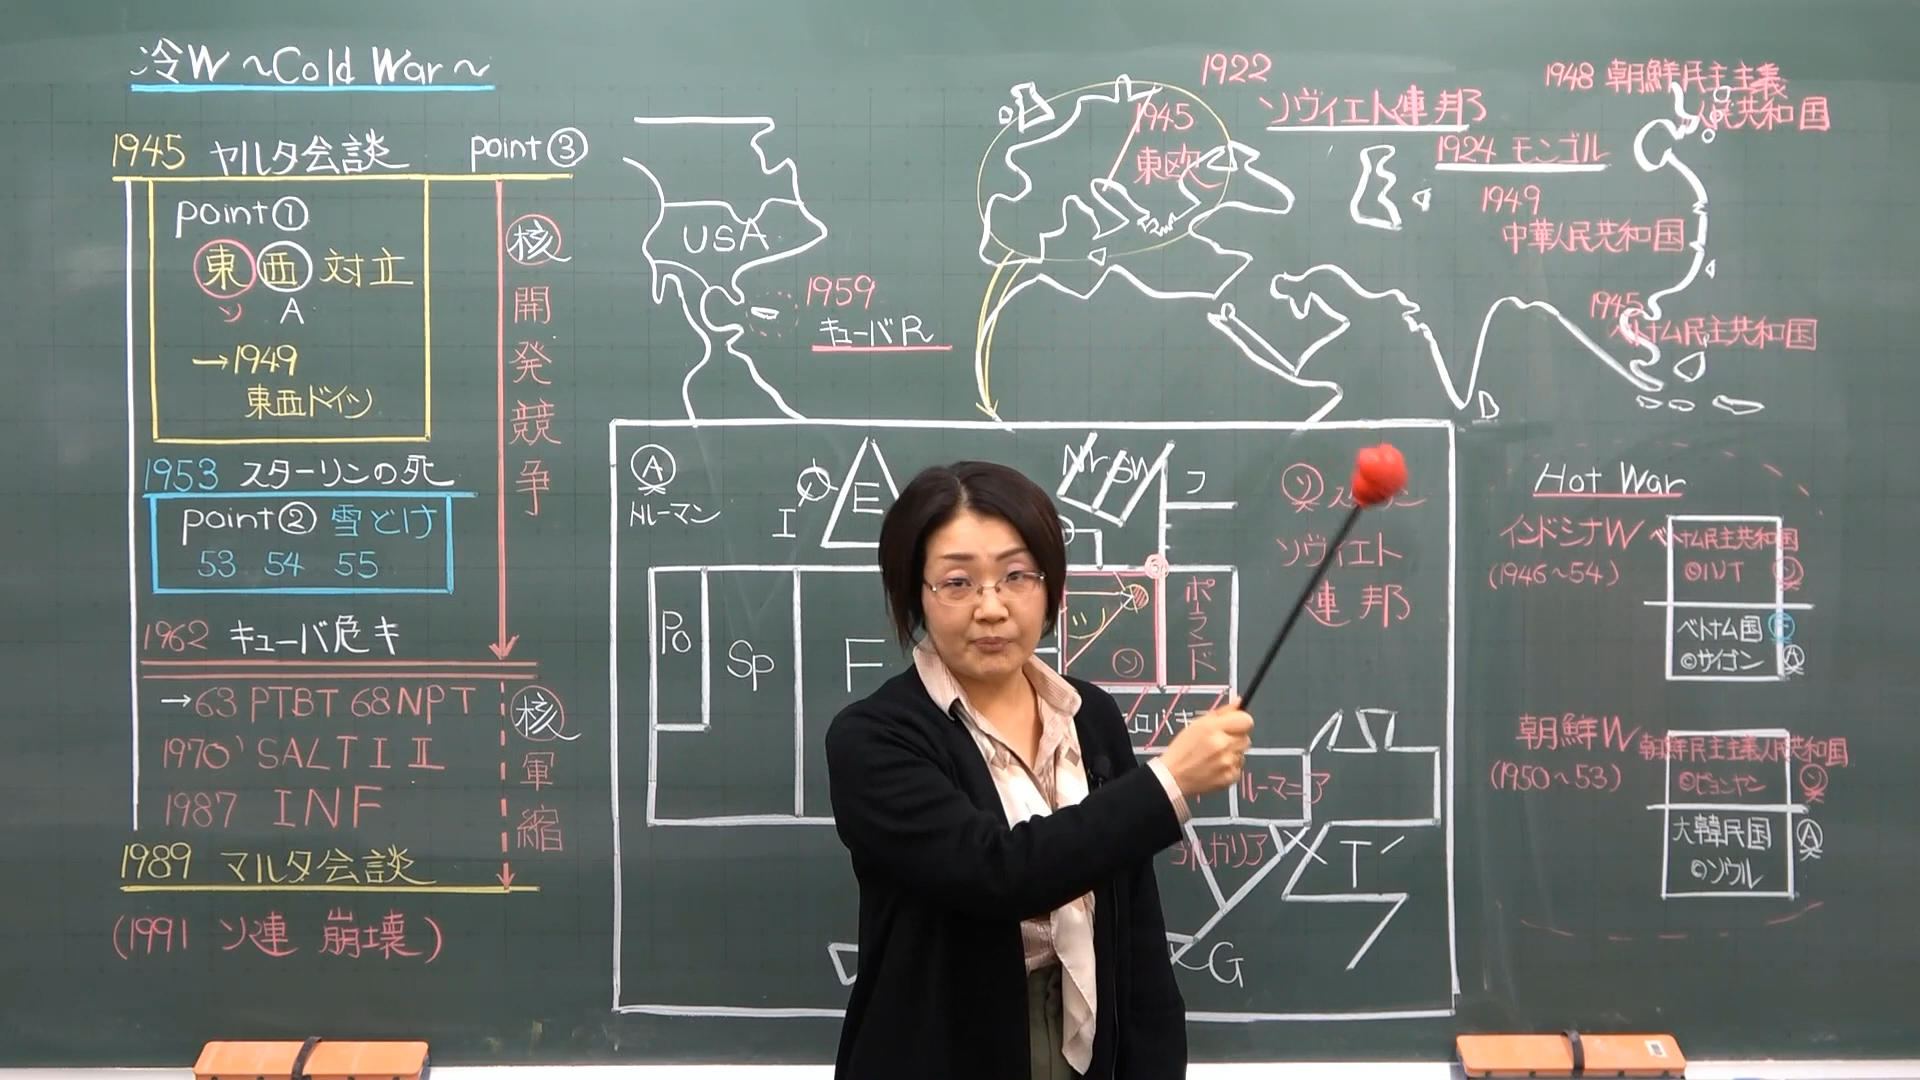 冷W ~Cold War~
1945 ヤルタ会談
point③
point①
東西対立
ソ A
→1949
東西ドイツ
1953 スターリンの死
point② 雪どけ
53 54 55
1962 キューバ危キ
→63 PTBT 68 NPT
1970' SALT I II
1987 INF
1989 マルタ会談
(1991 ソ連 崩壊)
核開発競争
核軍縮
USA
1959
キューバR
1945
東欧
1922
ソヴィエト連邦
1924 モンゴル
1948 朝鮮民主主義
人民共和国
1949
中華人民共和国
1945
ベトナム民主共和国
A
トルーマン
I
E
Nr. SW
フ
ソ
ソヴィエト
連邦
Po
Sp
F
ソ
ポーランド
ルーマニア
ブルガリア
T'
G
Hot War
インドシナW
(1946~54)
ベトナム民主共和国
ソ
ベトナム国
F
◎サイゴン
A
朝鮮W
(1950~53)
朝鮮民主主義人民共和国
◎ピョンヤン
ソ
大韓民国
◎ソウル
A